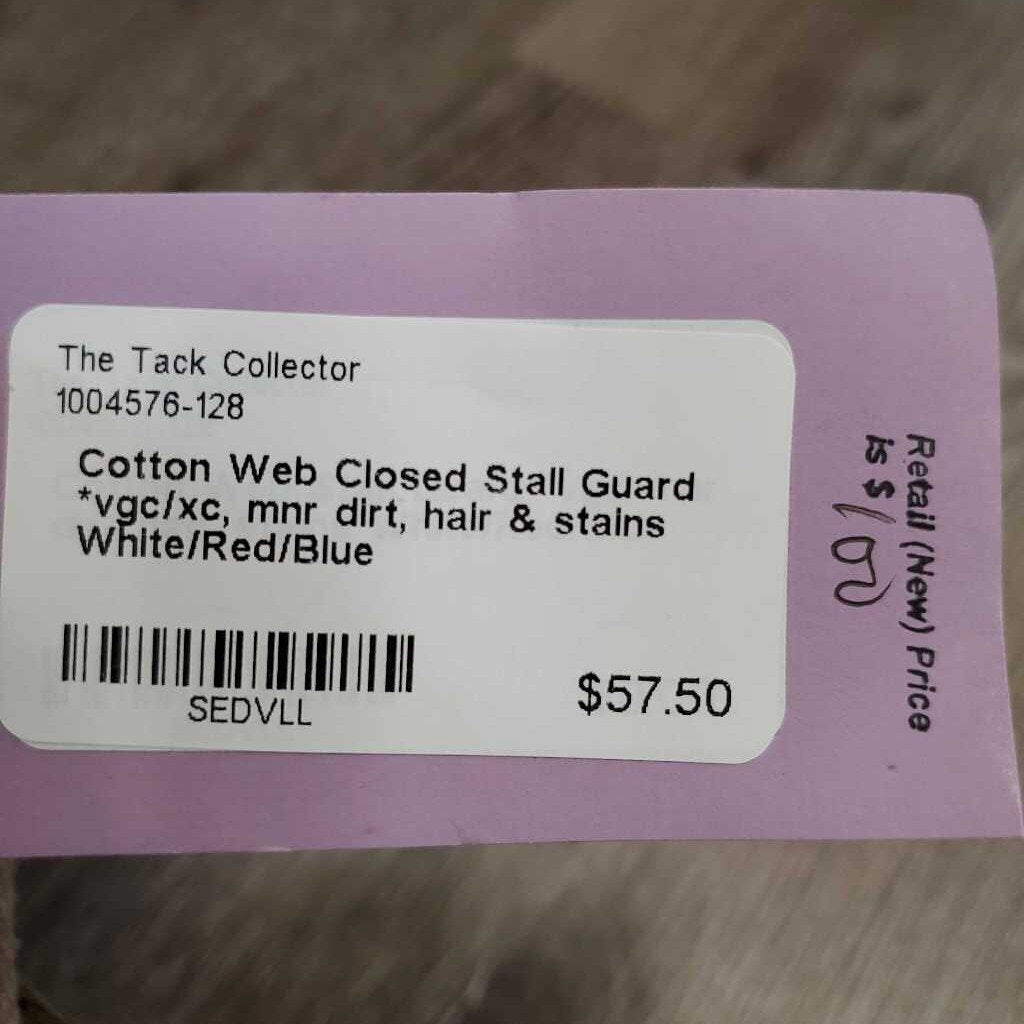 The Tack Collector
1004576-128
Cotton Web Closed Stall Guard
*vgc/xc, mnr dirt, hair & stains
White/Red/Blue
SEDVLL
$57.50
Retail (New) Price
is $